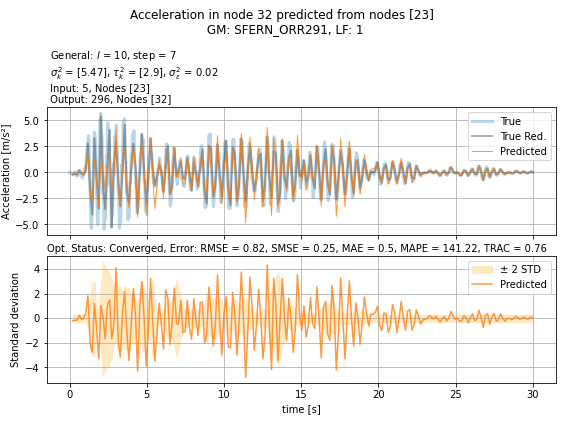 Acceleration in node 32 predicted from nodes [23]
GM: SFERN_ORR291, LF: 1
General: l = 10, step = 7
σ²ₖ = [5.47], τ²ₖ = [2.9], σ²ε = 0.02
Input: 5, Nodes [23]
Output: 296, Nodes [32]
Acceleration [m/s²]
5.0
2.5
0.0
−2.5
−5.0
True
True Red.
Predicted
Opt. Status: Converged, Error: RMSE = 0.82, SMSE = 0.25, MAE = 0.5, MAPE = 141.22, TRAC = 0.76
Standard deviation
4
2
0
−2
−4
± 2 STD
Predicted
0 5 10 15 20 25 30
time [s]